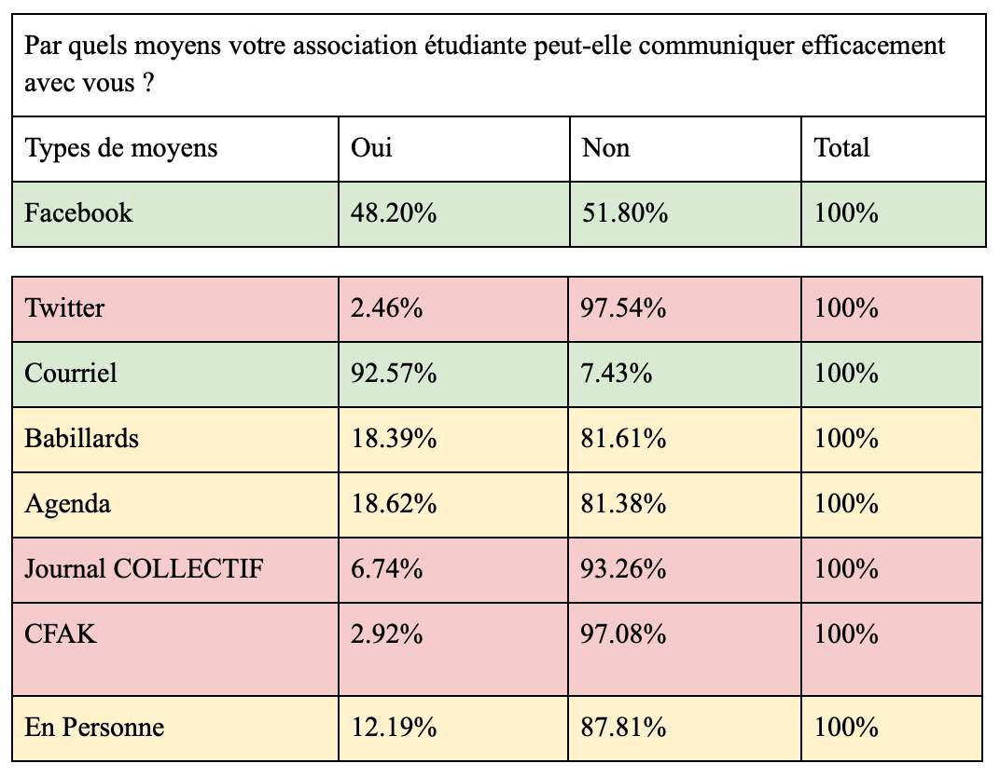 Par quels moyens votre association étudiante peut-elle communiquer efficacement
avec vous ?
Types de moyens Oui Non Total
Facebook 48.20% 51.80% 100%
Twitter 2.46% 97.54% 100%
Courriel 92.57% 7.43% 100%
Babillards 18.39% 81.61% 100%
Agenda 18.62% 81.38% 100%
Journal COLLECTIF 6.74% 93.26% 100%
CFAK 2.92% 97.08% 100%
En Personne 12.19% 87.81% 100%